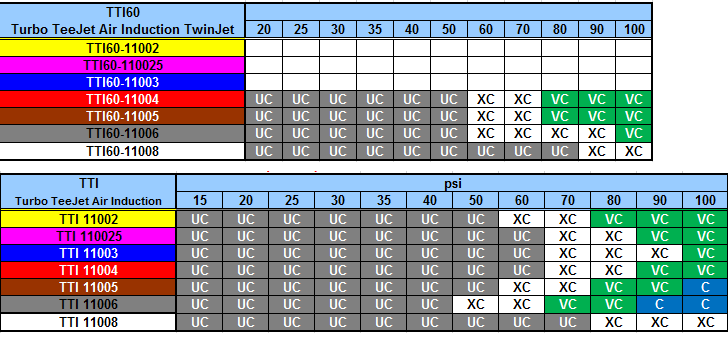 TTI60
Turbo TeeJet Air Induction TwinJet 20 25 30 35 40 50 60 70 80 90 100
TTI60-11002
TTI60-110025
TTI60-11003
TTI60-11004 UC UC UC UC UC UC XC XC VC VC VC
TTI60-11005 UC UC UC UC UC UC XC XC VC VC VC
TTI60-11006 UC UC UC UC UC UC XC XC XC XC VC
TTI60-11008 UC UC UC UC UC UC UC UC UC XC XC
TTI psi
Turbo TeeJet Air Induction 15 20 25 30 35 40 50 60 70 80 90 100
TTI 11002 UC UC UC UC UC UC UC XC XC VC VC VC
TTI 110025 UC UC UC UC UC UC UC UC XC XC VC VC
TTI 11003 UC UC UC UC UC UC UC UC XC XC XC VC
TTI 11004 UC UC UC UC UC UC UC UC XC XC VC VC
TTI 11005 UC UC UC UC UC UC UC XC XC VC VC C
TTI 11006 UC UC UC UC UC UC XC XC VC VC C C
TTI 11008 UC UC UC UC UC UC UC UC UC XC XC XC